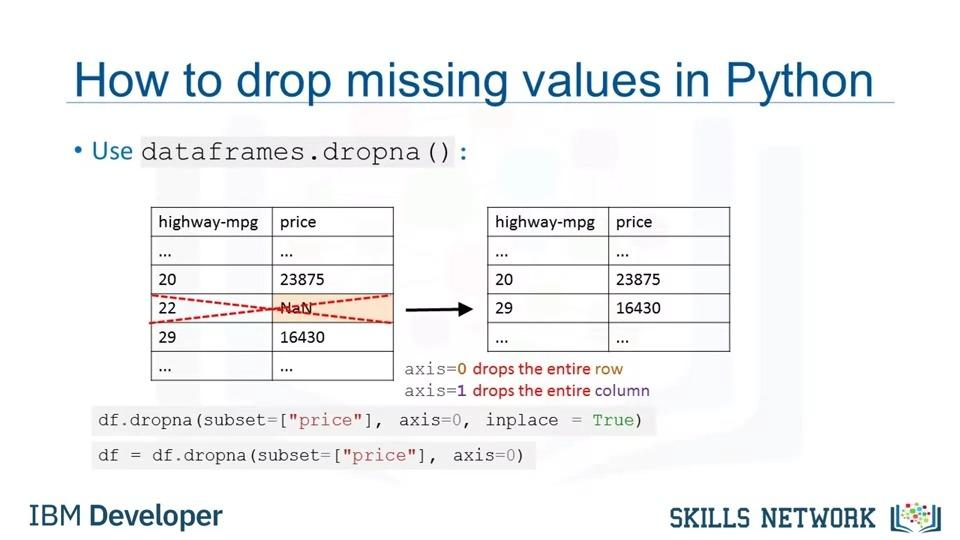 How to drop missing values in Python
• Use dataframes.dropna():
highway-mpg price
... ...
20 23875
22 NaN
29 16430
... ...
highway-mpg price
... ...
20 23875
29 16430
... ...
axis=0 drops the entire row
axis=1 drops the entire column
df.dropna(subset=["price"], axis=0, inplace = True)
df = df.dropna(subset=["price"], axis=0)
IBM Developer
SKILLS NETWORK